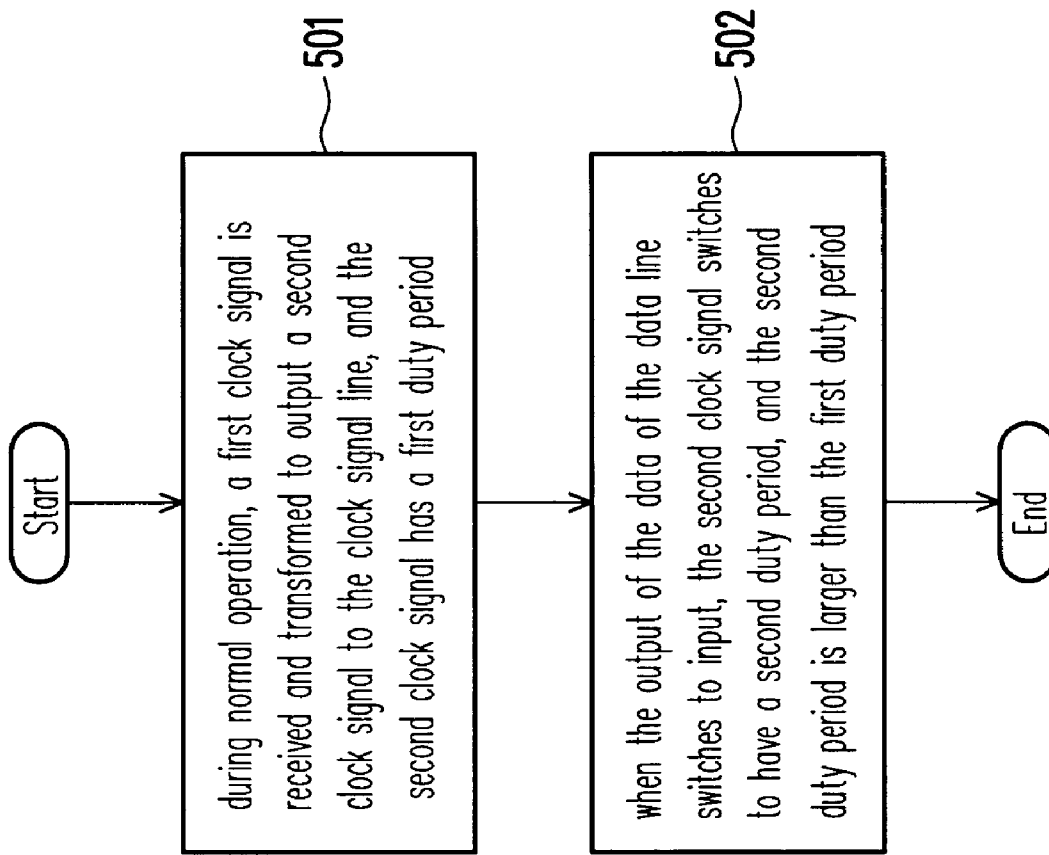 Start
during normal operation, a first clock signal is
received and transformed to output a second
clock signal to the clock signal line, and the
second clock signal has a first duty period
501
when the output of the data of the data line
switches to input, the second clock signal switches
to have a second duty period, and the second
duty period is larger than the first duty period
502
End